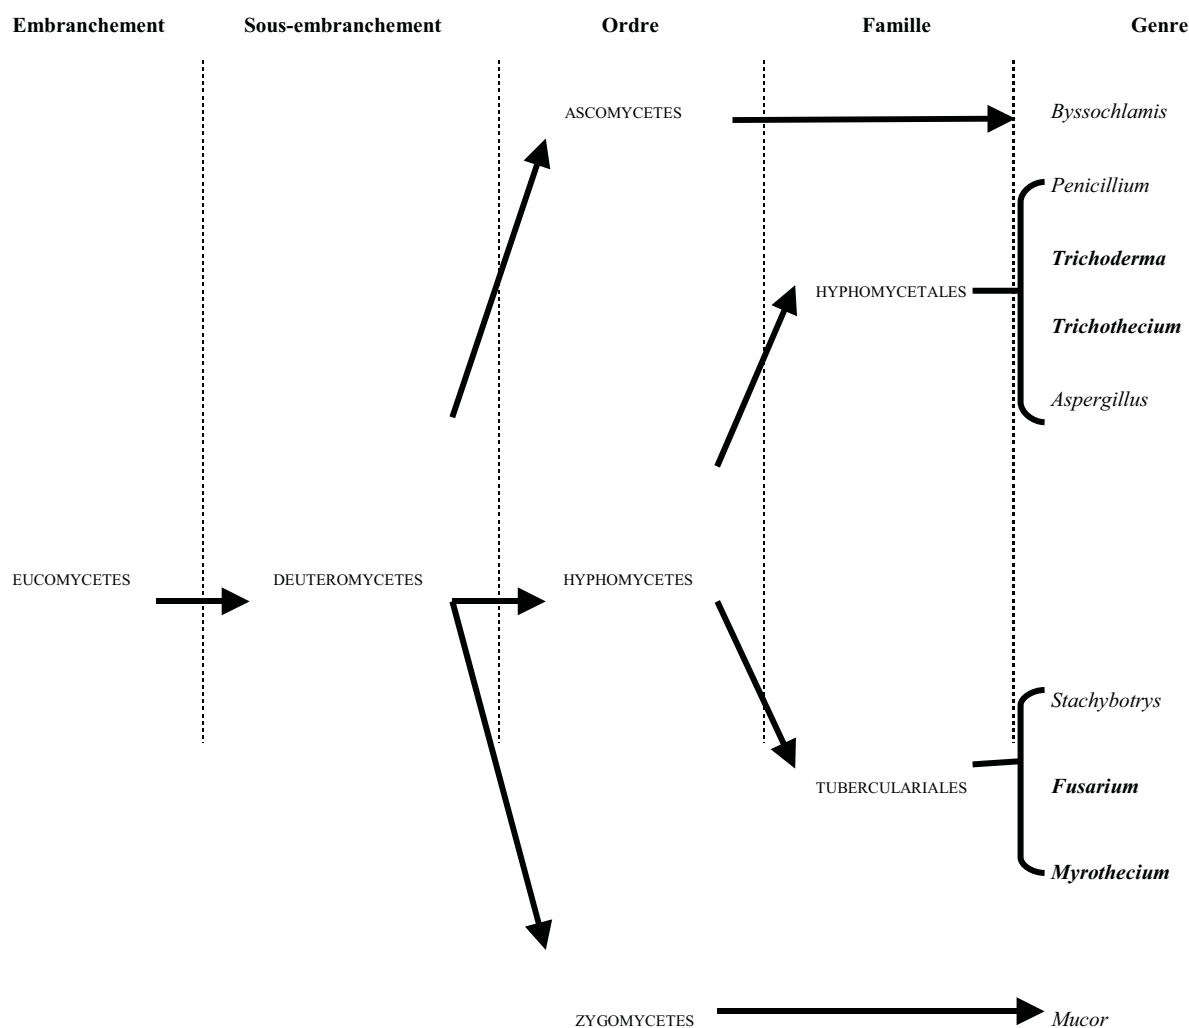 Embranchement Sous-embranchement Ordre Famille Genre
ASCOMYCETES Byssochlamis
Penicillium
Trichoderma
HYPHOMYCETALES
Trichothecium
Aspergillus
EUCOMYCETES DEUTEROMYCETES HYPHOMYCETES
Stachybotrys
TUBERCULARIALES Fusarium
Myrothecium
ZYGOMYCETES Mucor